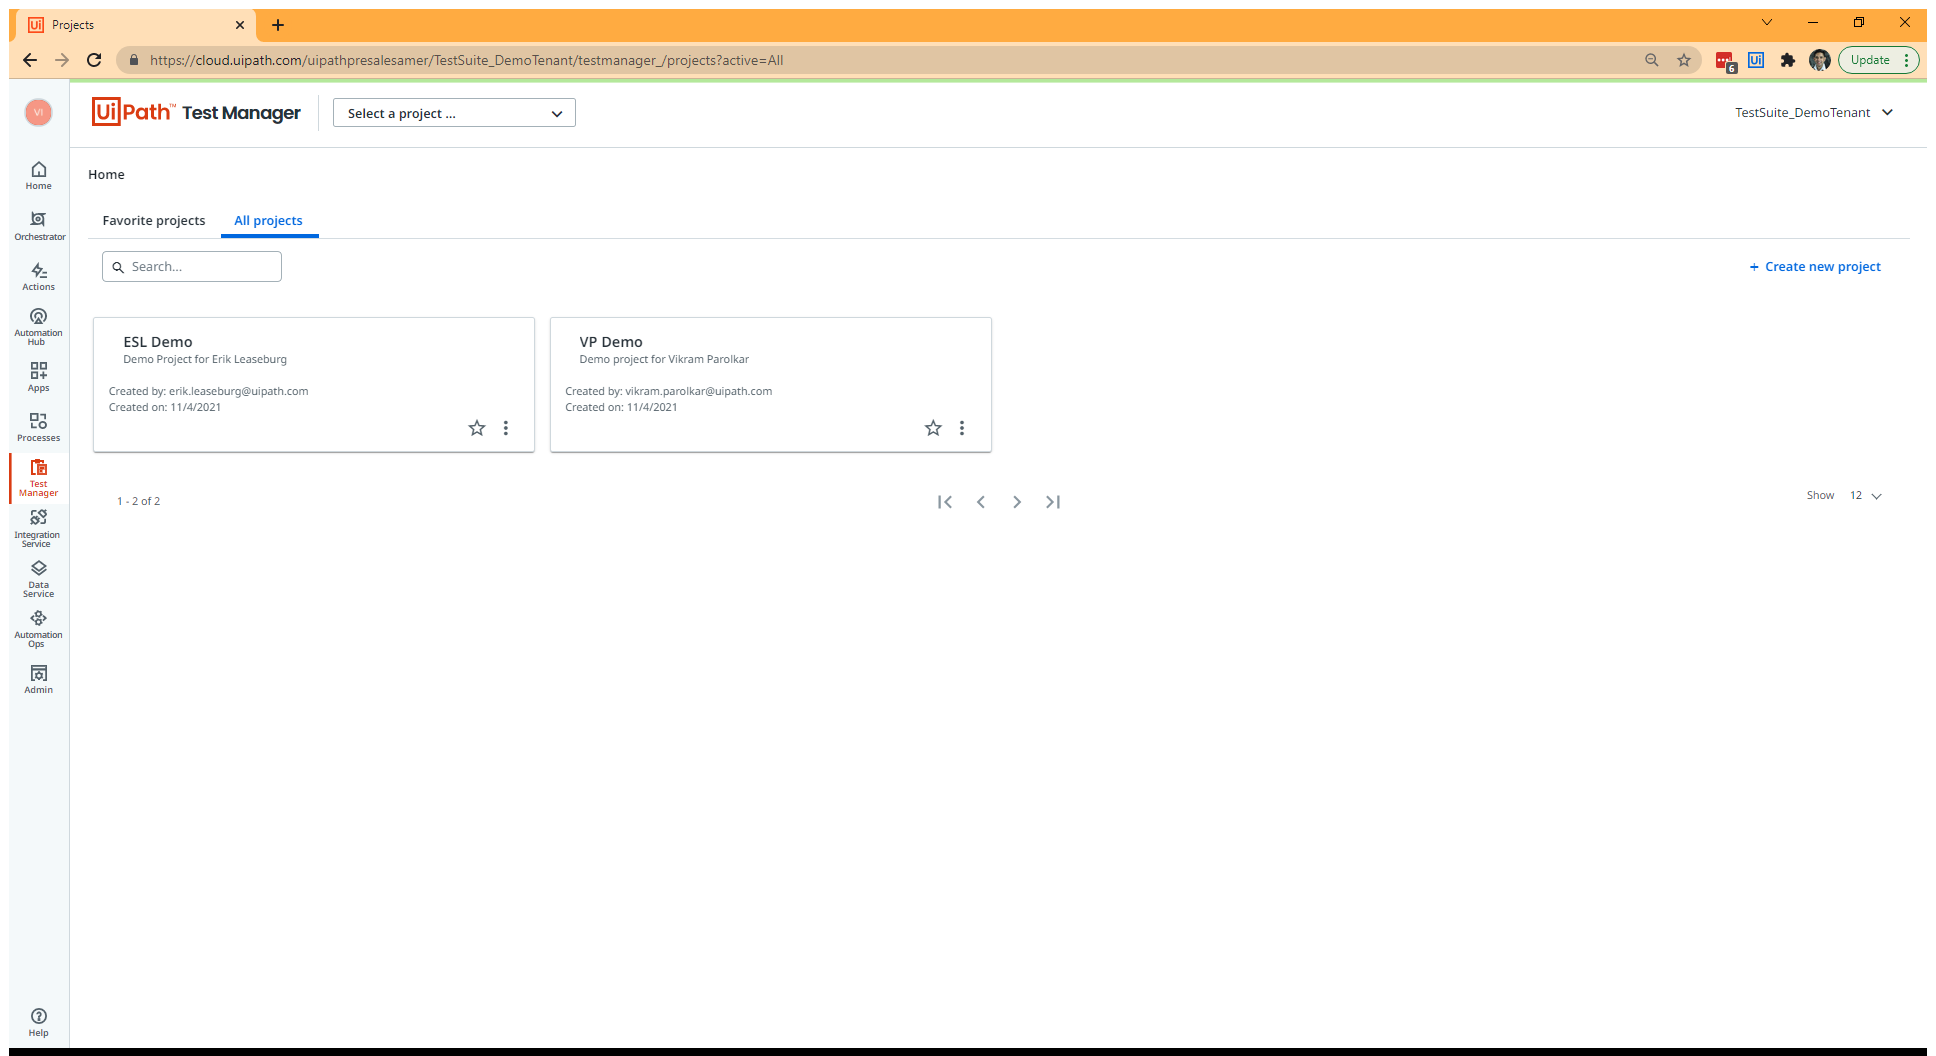 Projects
https://cloud.uipath.com/uipathpresalesamer/TestSuite_DemoTenant/testmanager_/projects?active=All
6
Update
VI
UiPath™ Test Manager
Select a project ...
TestSuite_DemoTenant
Home
Favorite projects
All projects
Search...
+ Create new project
Home
Orchestrator
Actions
Automation
Hub
Apps
Processes
Test
Manager
Integration
Service
Data
Service
Automation
Ops
Admin
Help
ESL Demo
Demo Project for Erik Leaseburg
Created by: erik.leaseburg@uipath.com
Created on: 11/4/2021
VP Demo
Demo project for Vikram Parolkar
Created by: vikram.parolkar@uipath.com
Created on: 11/4/2021
1 - 2 of 2
Show 12